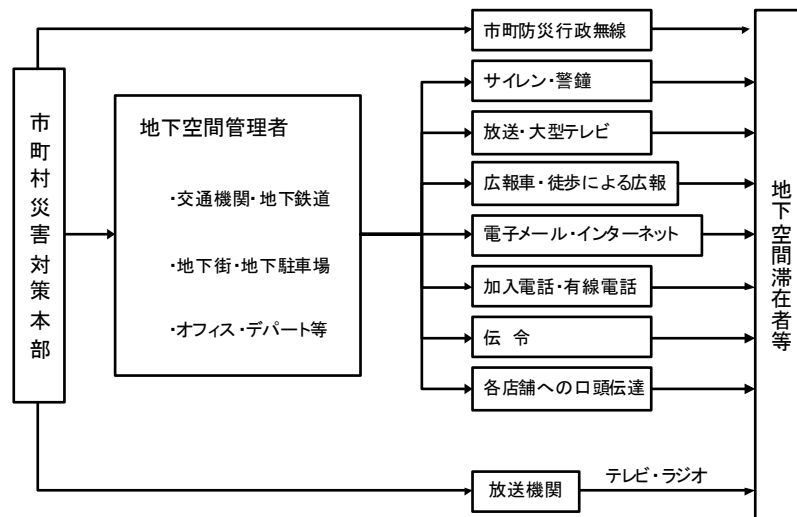 市町村災害対策本部
地下空間管理者
・交通機関・地下鉄道
・地下街・地下駐車場
・オフィス・デパート等
市町防災行政無線
サイレン・警鐘
放送・大型テレビ
広報車・徒歩による広報
電子メール・インターネット
加入電話・有線電話
伝 令
各店舗への口頭伝達
放送機関
テレビ・ラジオ
地下空間滞在者等